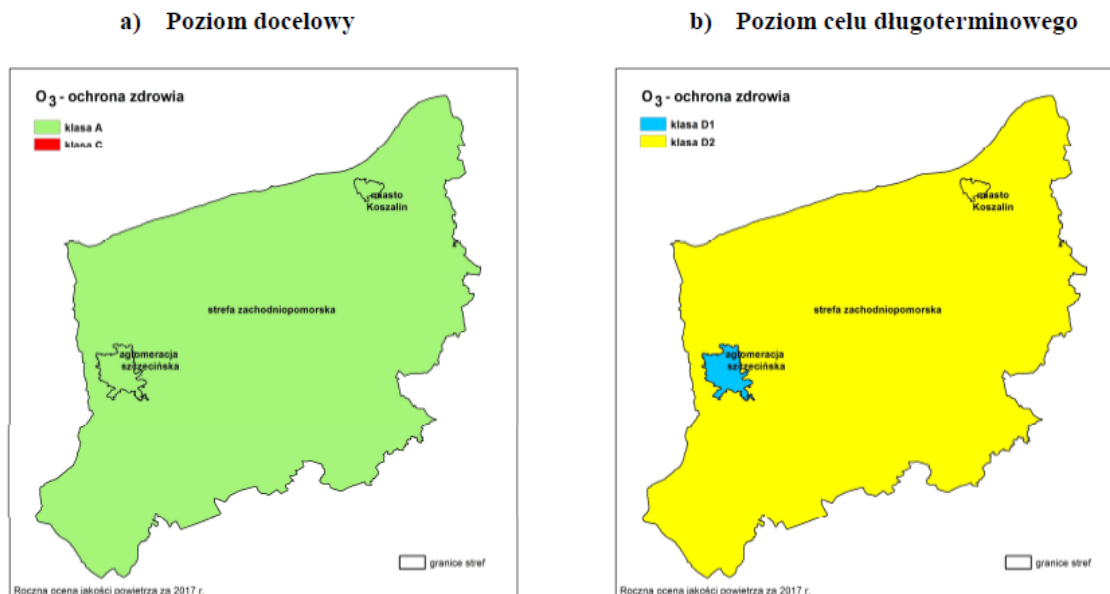 a) Poziom docelowy
O3 - ochrona zdrowia
klasa A
klasa C
miasto
Koszalin
strefa zachodniopomorska
aglomeracja
szczecińska
granice stref
Roczna ocena jakości powietrza za 2017 r.
b) Poziom celu długoterminowego
O3 - ochrona zdrowia
klasa D1
klasa D2
miasto
Koszalin
strefa zachodniopomorska
aglomeracja
szczecińska
granice stref
Roczna ocena jakości powietrza za 2017 r.